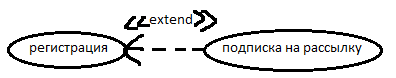 <<extend>>
регистрация
подписка на рассылку